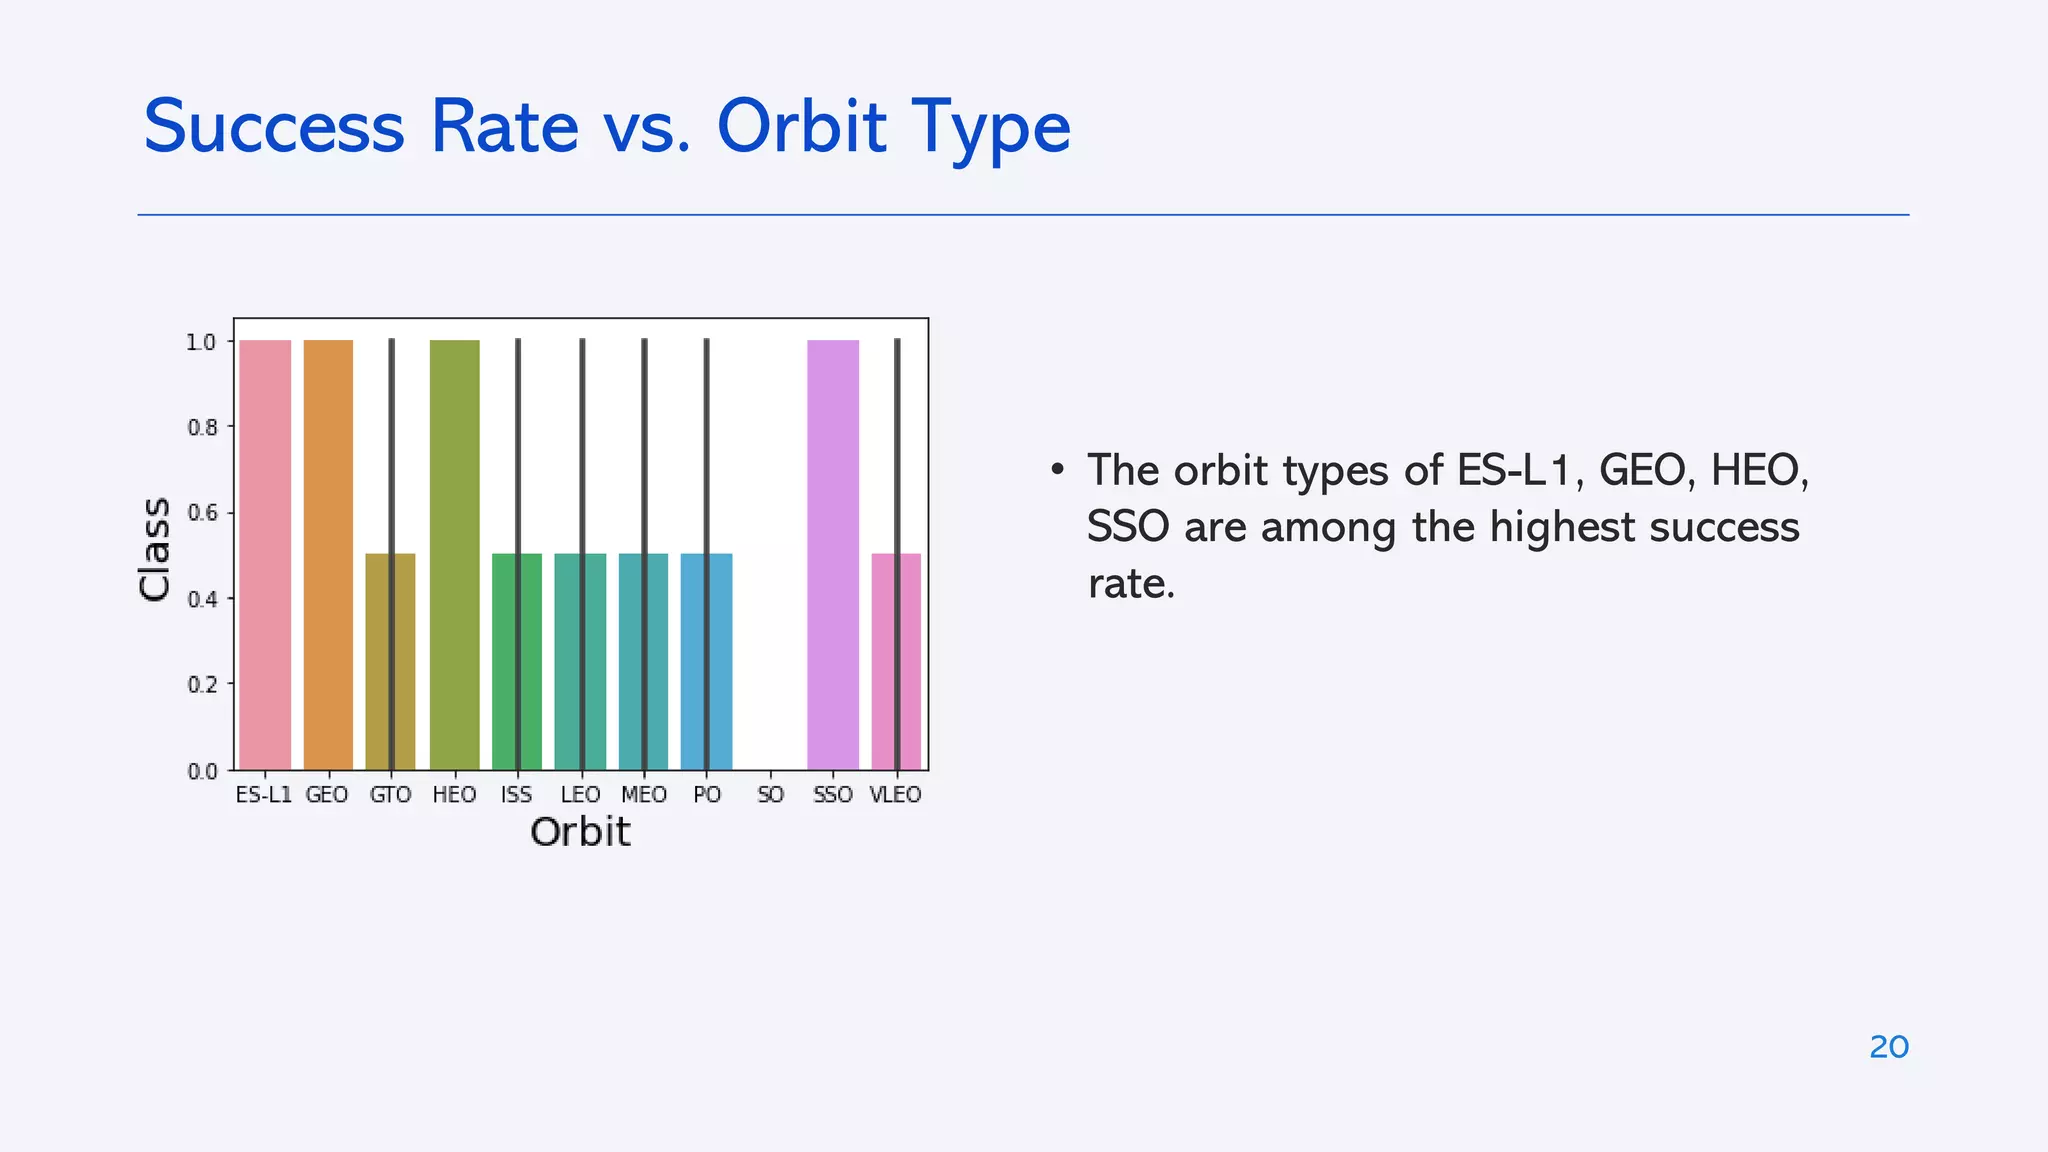 Success Rate vs. Orbit Type
1.0
0.8
0.6
0.4
0.2
0.0
Class
ES-L1 GEO GTO HEO ISS LEO MEO PO SO SSO VLEO
Orbit
• The orbit types of ES-L1, GEO, HEO,
SSO are among the highest success
rate.
20